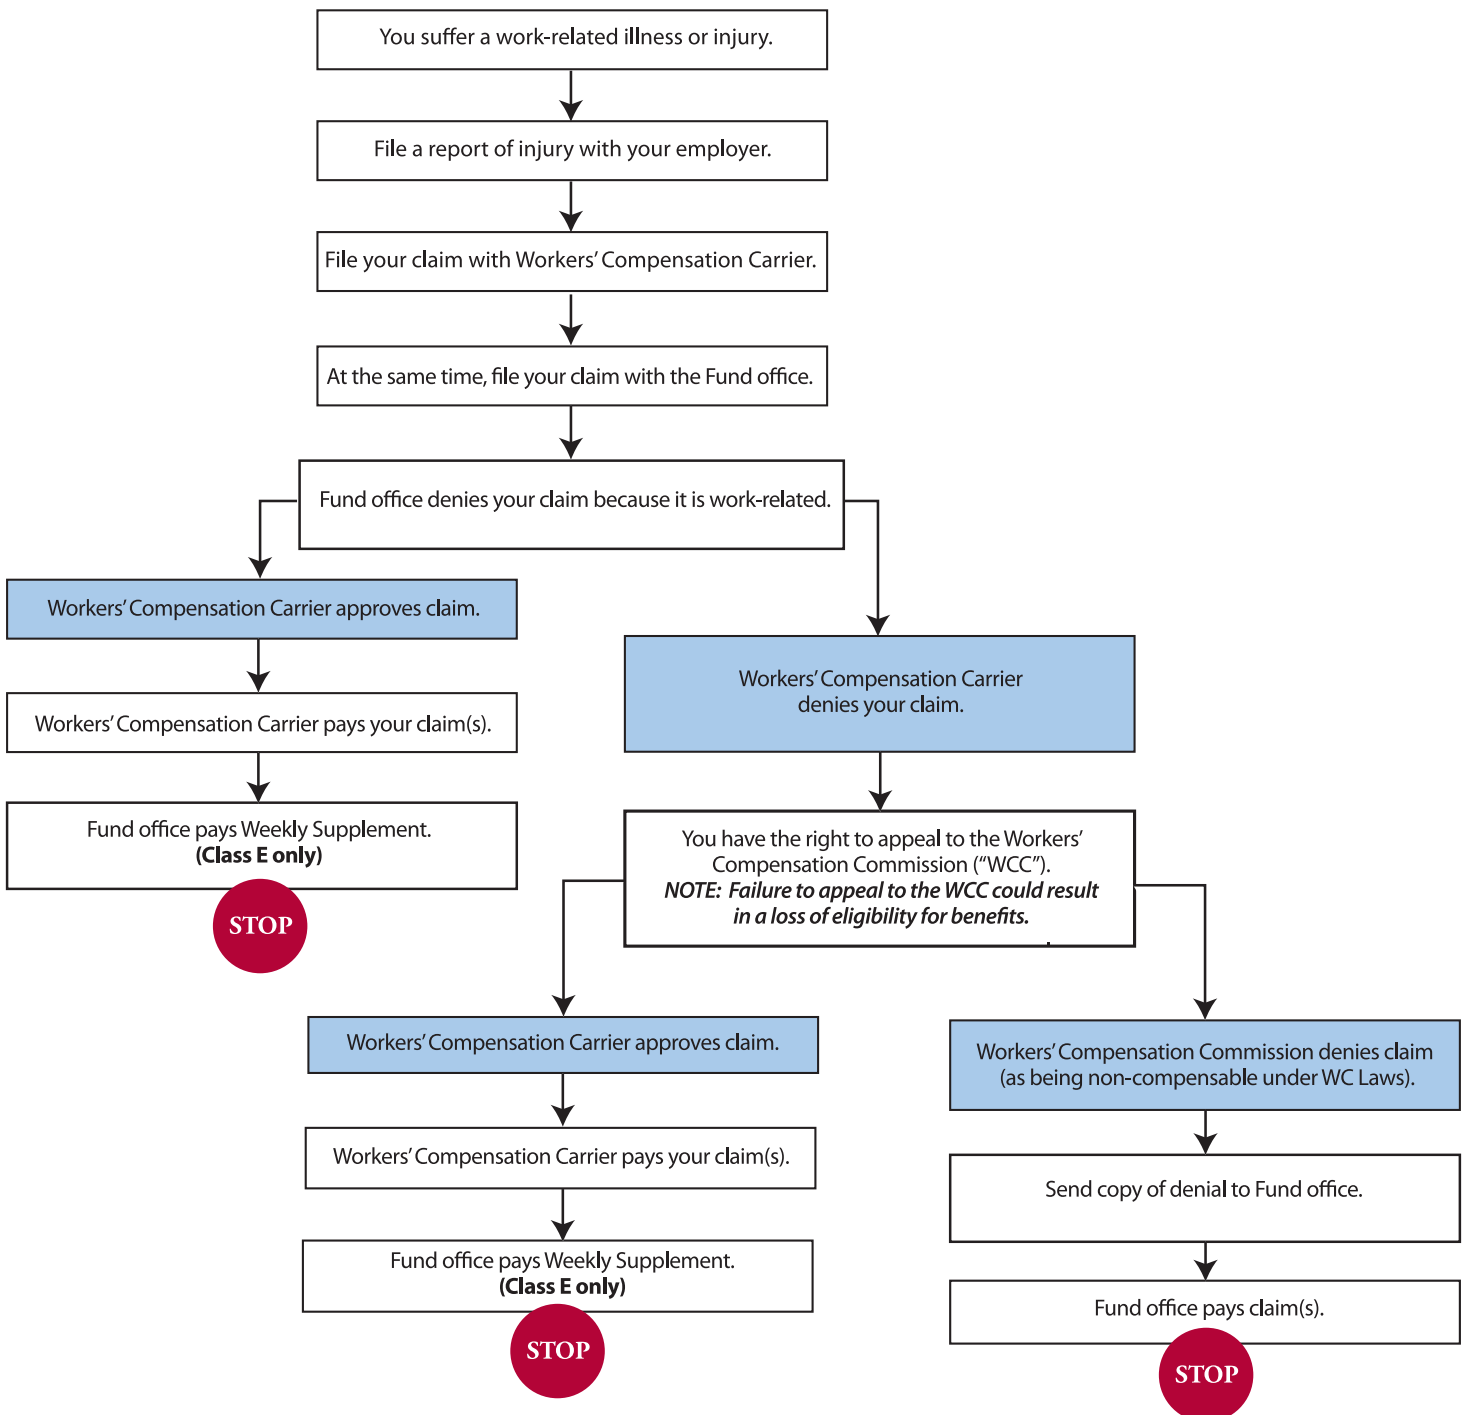 You suffer a work-related illness or injury.
File a report of injury with your employer.
File your claim with Workers' Compensation Carrier.
At the same time, file your claim with the Fund office.
Fund office denies your claim because it is work-related.
Workers' Compensation Carrier approves claim.
Workers' Compensation Carrier pays your claim(s).
Fund office pays Weekly Supplement.
(Class E only)
STOP
Workers' Compensation Carrier
denies your claim.
You have the right to appeal to the Workers'
Compensation Commission (“WCC”).
NOTE: Failure to appeal to the WCC could result
in a loss of eligibility for benefits.
Workers' Compensation Carrier approves claim.
Workers' Compensation Carrier pays your claim(s).
Fund office pays Weekly Supplement.
(Class E only)
STOP
Workers' Compensation Commission denies claim
(as being non-compensable under WC Laws).
Send copy of denial to Fund office.
Fund office pays claim(s).
STOP